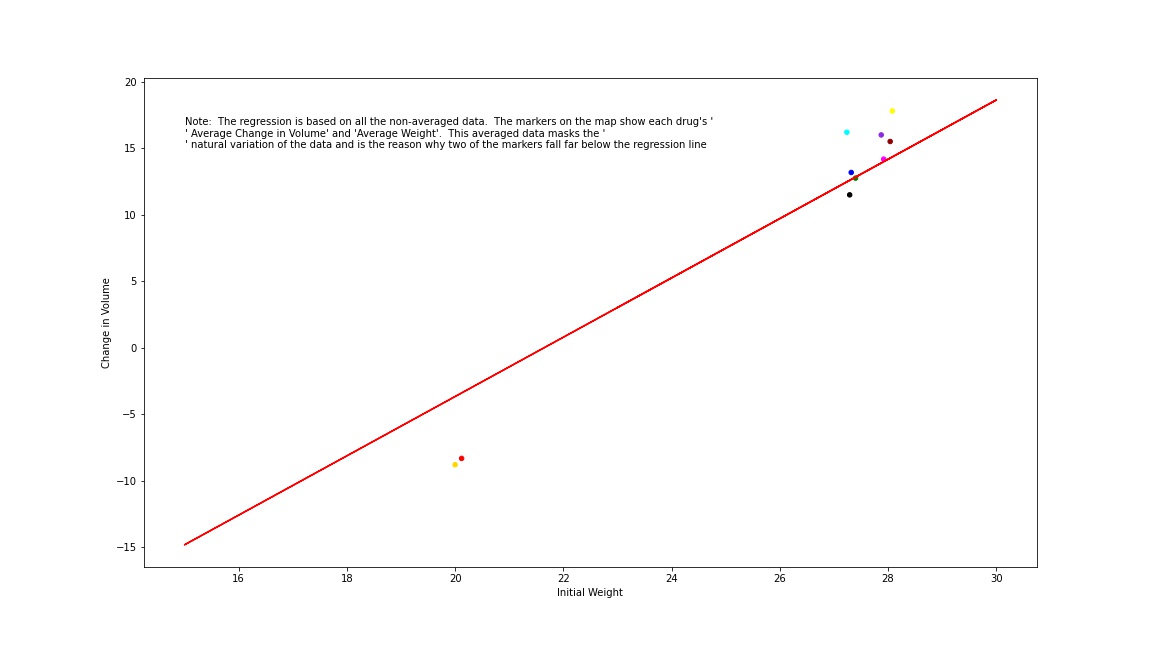 20
Note:  The regression is based on all the non-averaged data.  The markers on the map show each drug's '
' Average Change in Volume' and 'Average Weight'.  This averaged data masks the '
' natural variation of the data and is the reason why two of the markers fall far below the regression line
15
10
5
0
−5
−10
−15
Change in Volume
16 18 20 22 24 26 28 30
Initial Weight